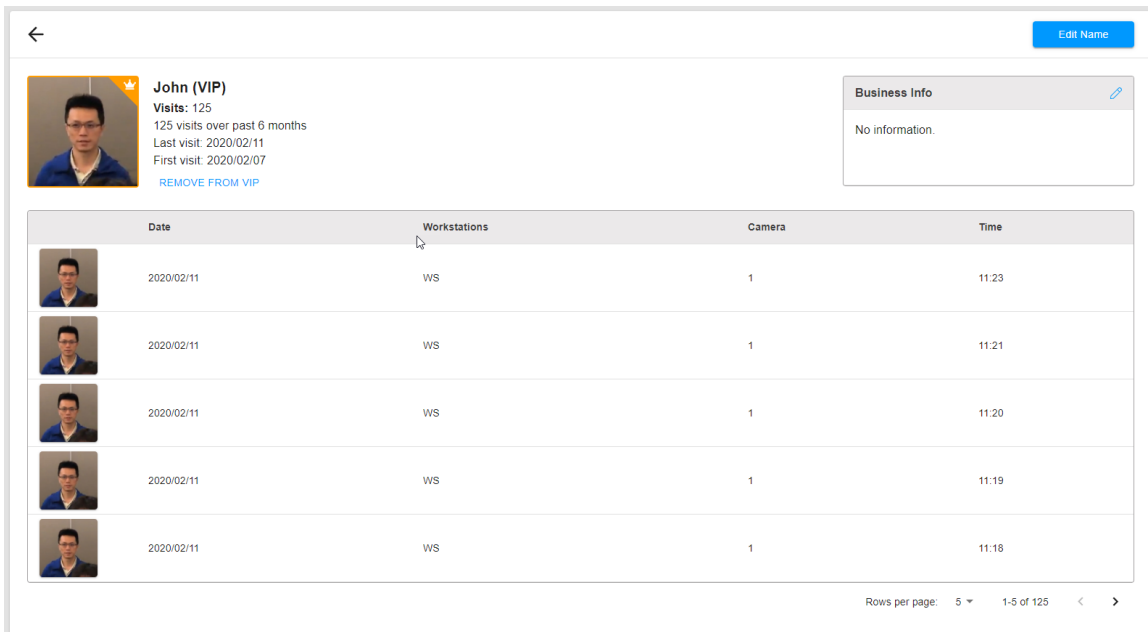 Edit Name
John (VIP)
Visits: 125
125 visits over past 6 months
Last visit: 2020/02/11
First visit: 2020/02/07
REMOVE FROM VIP
Business Info
No information.
Date Workstations Camera Time
2020/02/11 WS 1 11:23
2020/02/11 WS 1 11:21
2020/02/11 WS 1 11:20
2020/02/11 WS 1 11:19
2020/02/11 WS 1 11:18
Rows per page: 5 1-5 of 125